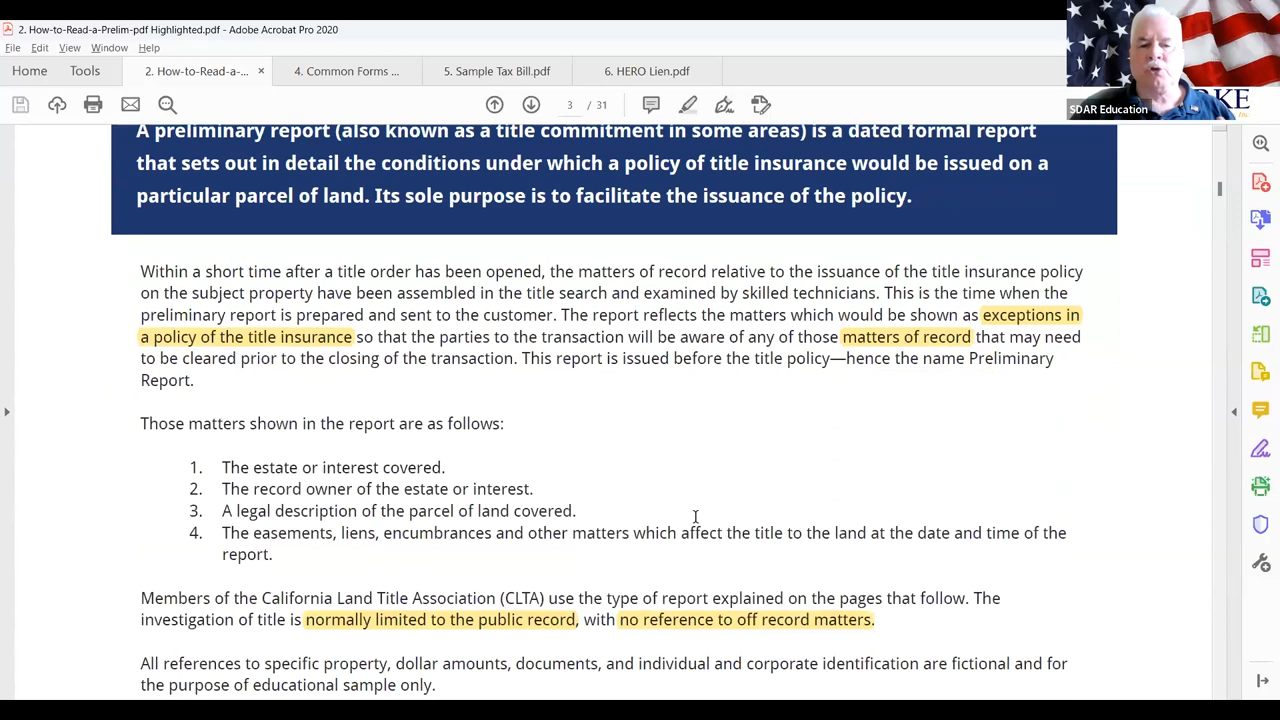 2. How-to-Read-a-Prelim-pdf Highlighted.pdf - Adobe Acrobat Pro 2020
File Edit View Window Help
Home Tools 2. How-to-Read-a-... × 4. Common Forms ... 5. Sample Tax Bill.pdf 6. HERO Lien.pdf
3 / 31
SDAR Education
RKE
A preliminary report (also known as a title commitment in some areas) is a dated formal report
that sets out in detail the conditions under which a policy of title insurance would be issued on a
particular parcel of land. Its sole purpose is to facilitate the issuance of the policy.
Within a short time after a title order has been opened, the matters of record relative to the issuance of the title insurance policy
on the subject property have been assembled in the title search and examined by skilled technicians. This is the time when the
preliminary report is prepared and sent to the customer. The report reflects the matters which would be shown as exceptions in
a policy of the title insurance so that the parties to the transaction will be aware of any of those matters of record that may need
to be cleared prior to the closing of the transaction. This report is issued before the title policy—hence the name Preliminary
Report.
Those matters shown in the report are as follows:
1. The estate or interest covered.
2. The record owner of the estate or interest.
3. A legal description of the parcel of land covered.
4. The easements, liens, encumbrances and other matters which affect the title to the land at the date and time of the
report.
Members of the California Land Title Association (CLTA) use the type of report explained on the pages that follow. The
investigation of title is normally limited to the public record, with no reference to off record matters.
All references to specific property, dollar amounts, documents, and individual and corporate identification are fictional and for
the purpose of educational sample only.